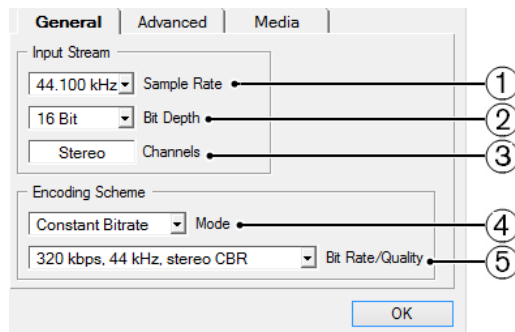 General Advanced Media
Input Stream
44.100 kHz Sample Rate 1
16 Bit Bit Depth 2
Stereo Channels 3
Encoding Scheme
Constant Bitrate Mode 4
320 kbps, 44 kHz, stereo CBR Bit Rate/Quality 5
OK